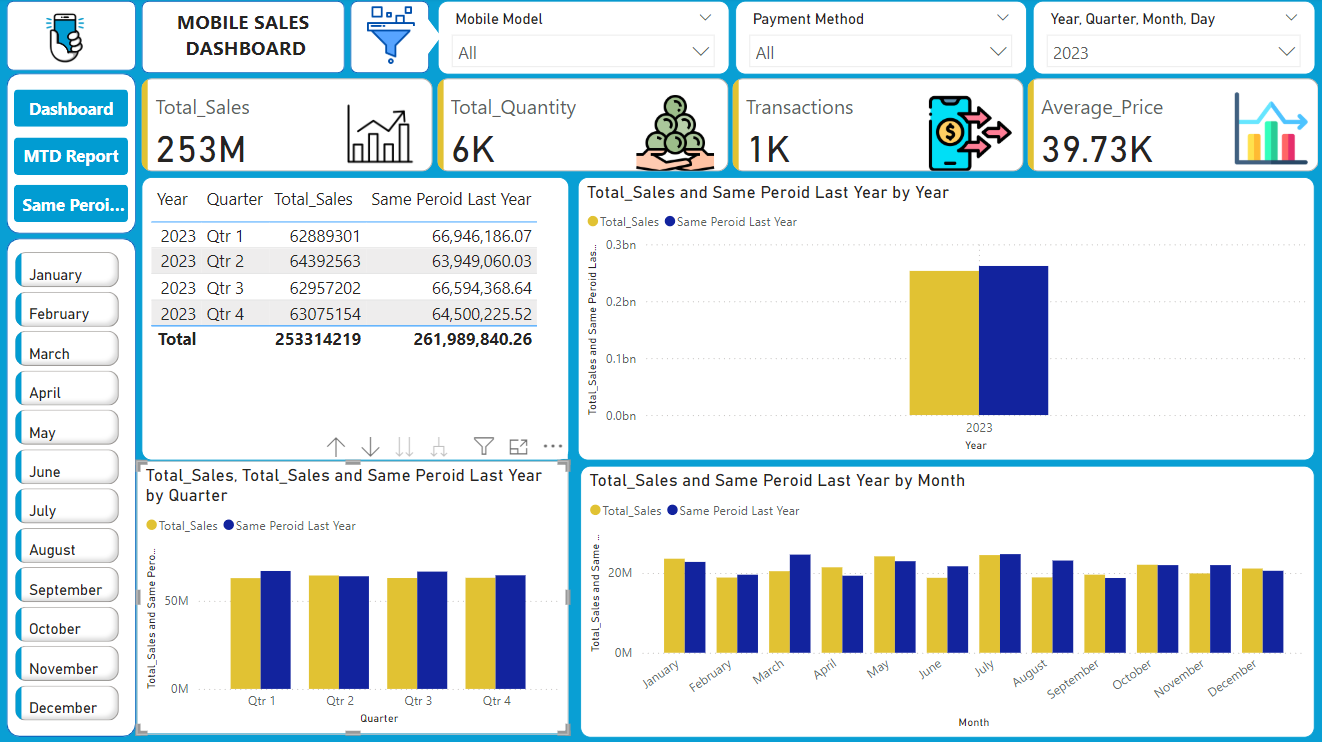 MOBILE SALES
DASHBOARD
Mobile Model
All
Payment Method
All
Year, Quarter, Month, Day
2023
Dashboard
MTD Report
Same Peroi...
Total_Sales
253M
Total_Quantity
6K
Transactions
1K
$
Average_Price
39.73K
January
February
March
April
May
June
July
August
September
October
November
December
Year Quarter Total_Sales Same Peroid Last Year
2023 Qtr 1 62889301 66,946,186.07
2023 Qtr 2 64392563 63,949,060.03
2023 Qtr 3 62957202 66,594,368.64
2023 Qtr 4 63075154 64,500,225.52
Total 253314219 261,989,840.26
Total_Sales and Same Peroid Last Year by Year
Total_Sales Same Peroid Last Year
Total_Sales and Same Peroid Las...
0.3bn
0.2bn
0.1bn
0.0bn
2023
Year
Total_Sales, Total_Sales and Same Peroid Last Year
by Quarter
Total_Sales Same Peroid Last Year
Total_Sales and Same Pero...
50M
0M
Qtr 1 Qtr 2 Qtr 3 Qtr 4
Quarter
Total_Sales and Same Peroid Last Year by Month
Total_Sales Same Peroid Last Year
Total_Sales and Same ...
20M
0M
January February March April May June July August September October November December
Month